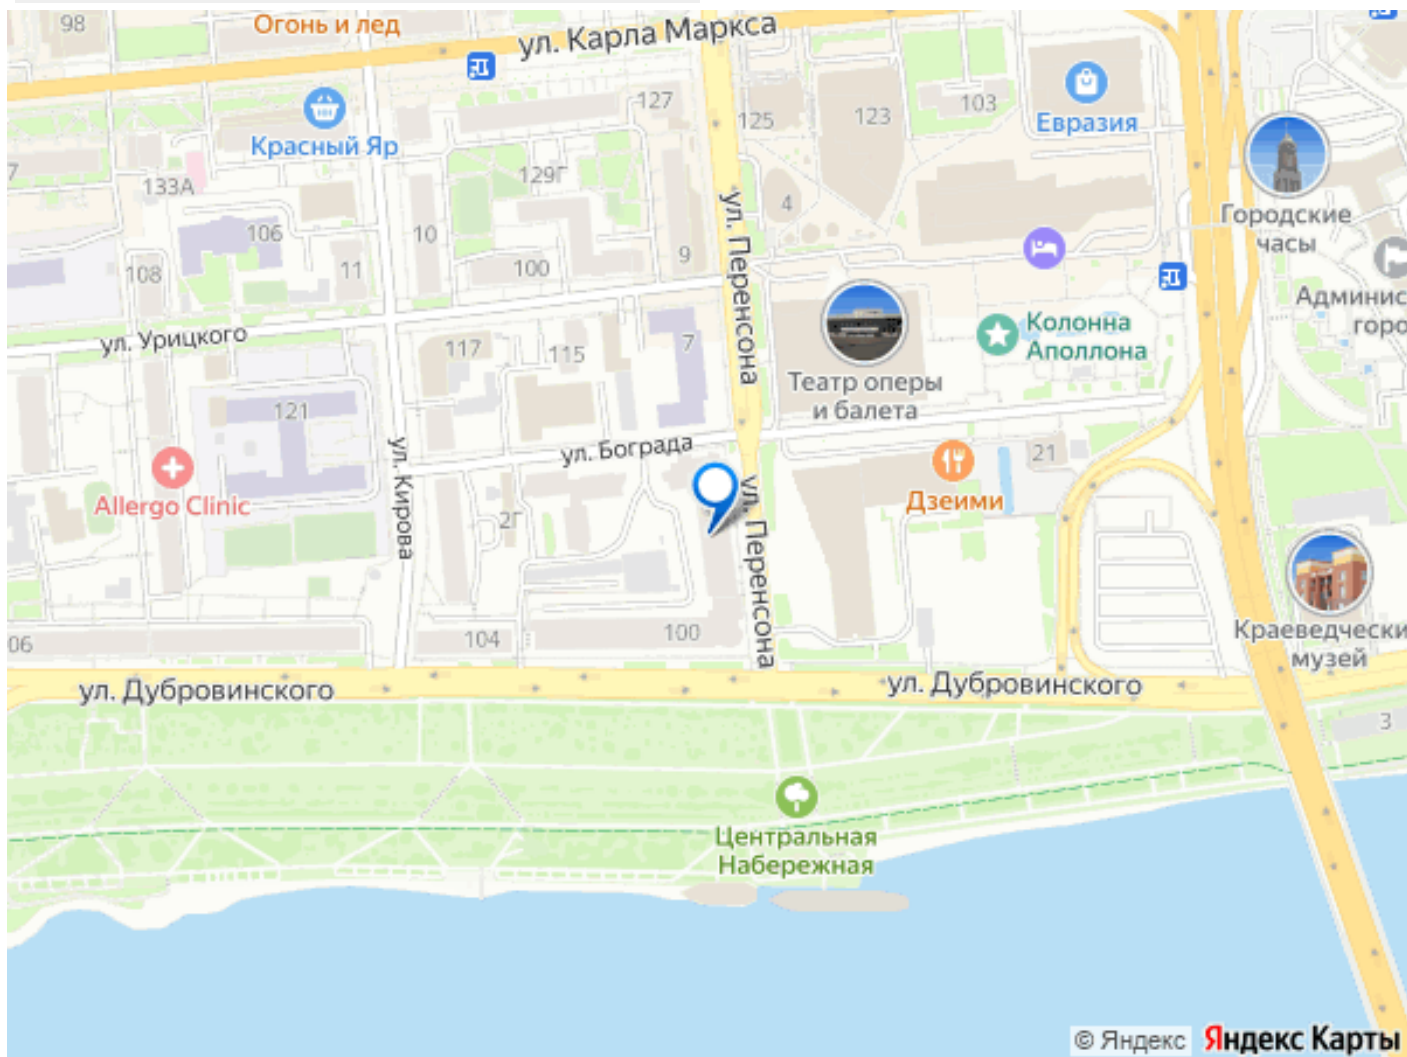 98
Огонь и лед
ул. Карла Маркса
127
125
123
103
Евразия
Красный Яр
7
133А
129Г
4
ул. Перенсона
Городские
часы
106
10
9
108
11
100
Админис
горо
ул. Урицкого
117
115
7
Колонна
Аполлона
Театр оперы
и балета
121
ул. Бограда
21
ул. Кирова
Allergo Clinic
2Г
ул. Перенсона
Дзеими
06
104
100
Краеведчески
музей
ул. Дубровинского
ул. Дубровинского
3
Центральная
Набережная
© Яндекс Яндекс Карты